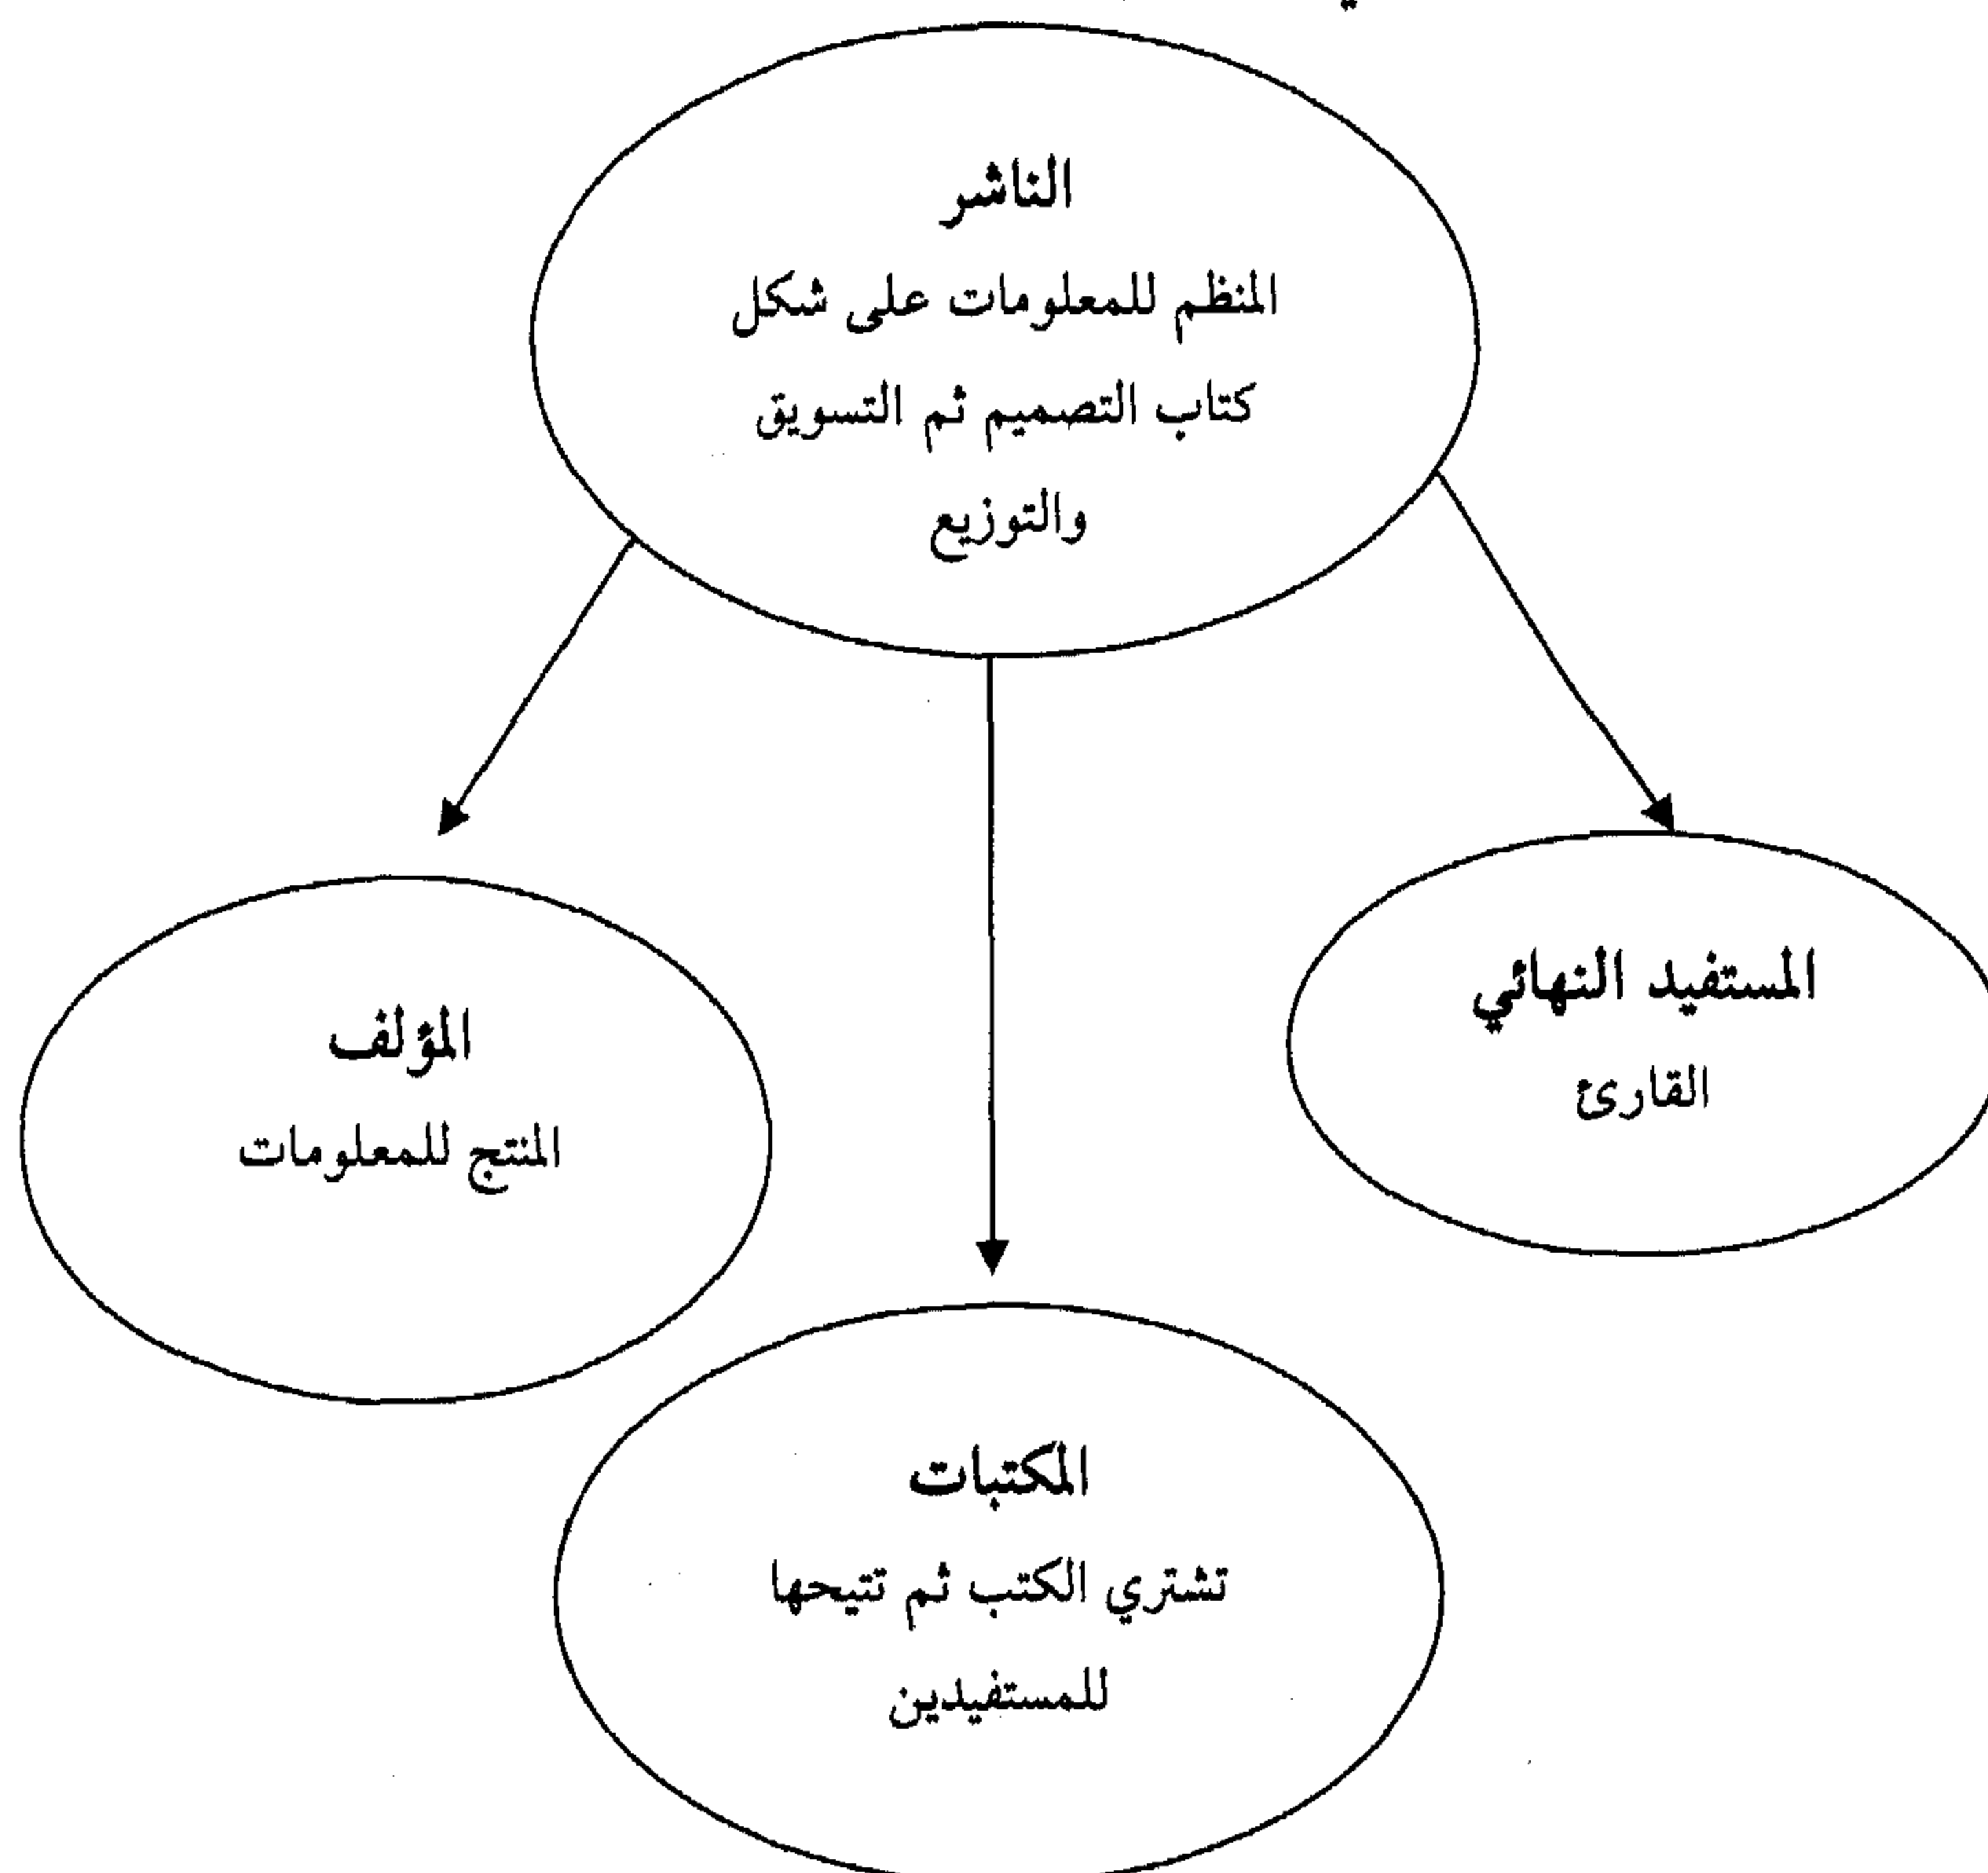 الناشر
المنظم للمعلومات على شكل
كتاب التصميم ثم التسويق
والتوزيع
المستفيد النهائي
القارئ
المؤلف
المنتج للمعلومات
المكتبات
تشتري الكتب ثم تتيحها
للمستفيدين